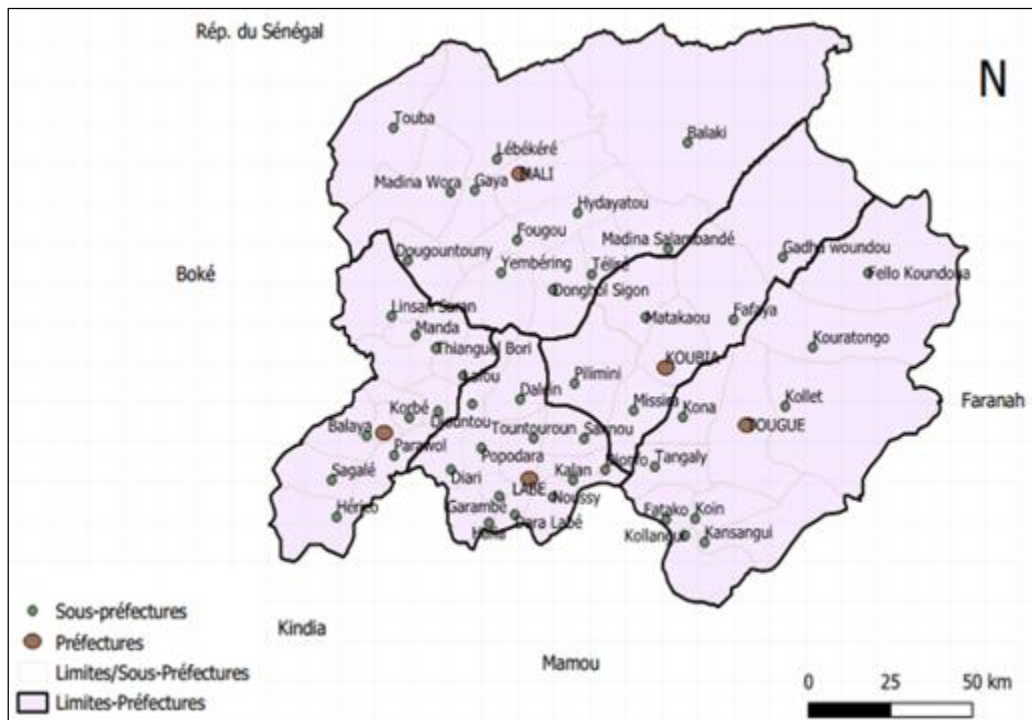 Rép. du Sénégal
N
Touba
Balaki
Lébékéré
MALI
Madina Wora
Gaya
Hydayatou
Fougou
Madina Salambandé
Gadha woundou
Dougountouny
Yembéring
Téliré
Fello Koundoua
Boké
Donghol Sigon
Linsan Saran
Matakaou
Fafaya
Manda
Thianguel Bori
Kouratongo
KOUBIA
Lafou
Pilimini
Dalein
Faranah
Kollet
Korbé
Missira
Kona
Diountou
TOUGUE
Balaya
Tountouroun
Sannou
Parawol
Popodara
Tangaly
Sagalé
Diari
Kalan
LABE
Noussy
Hérico
Garambé
Dara Labé
Fatako
Koin
Kollangui
Kansangui
Sous-préfectures
Kindia
Préfectures
Mamou
Limites/Sous-Préfectures
Limites-Préfectures
0 25 50 km